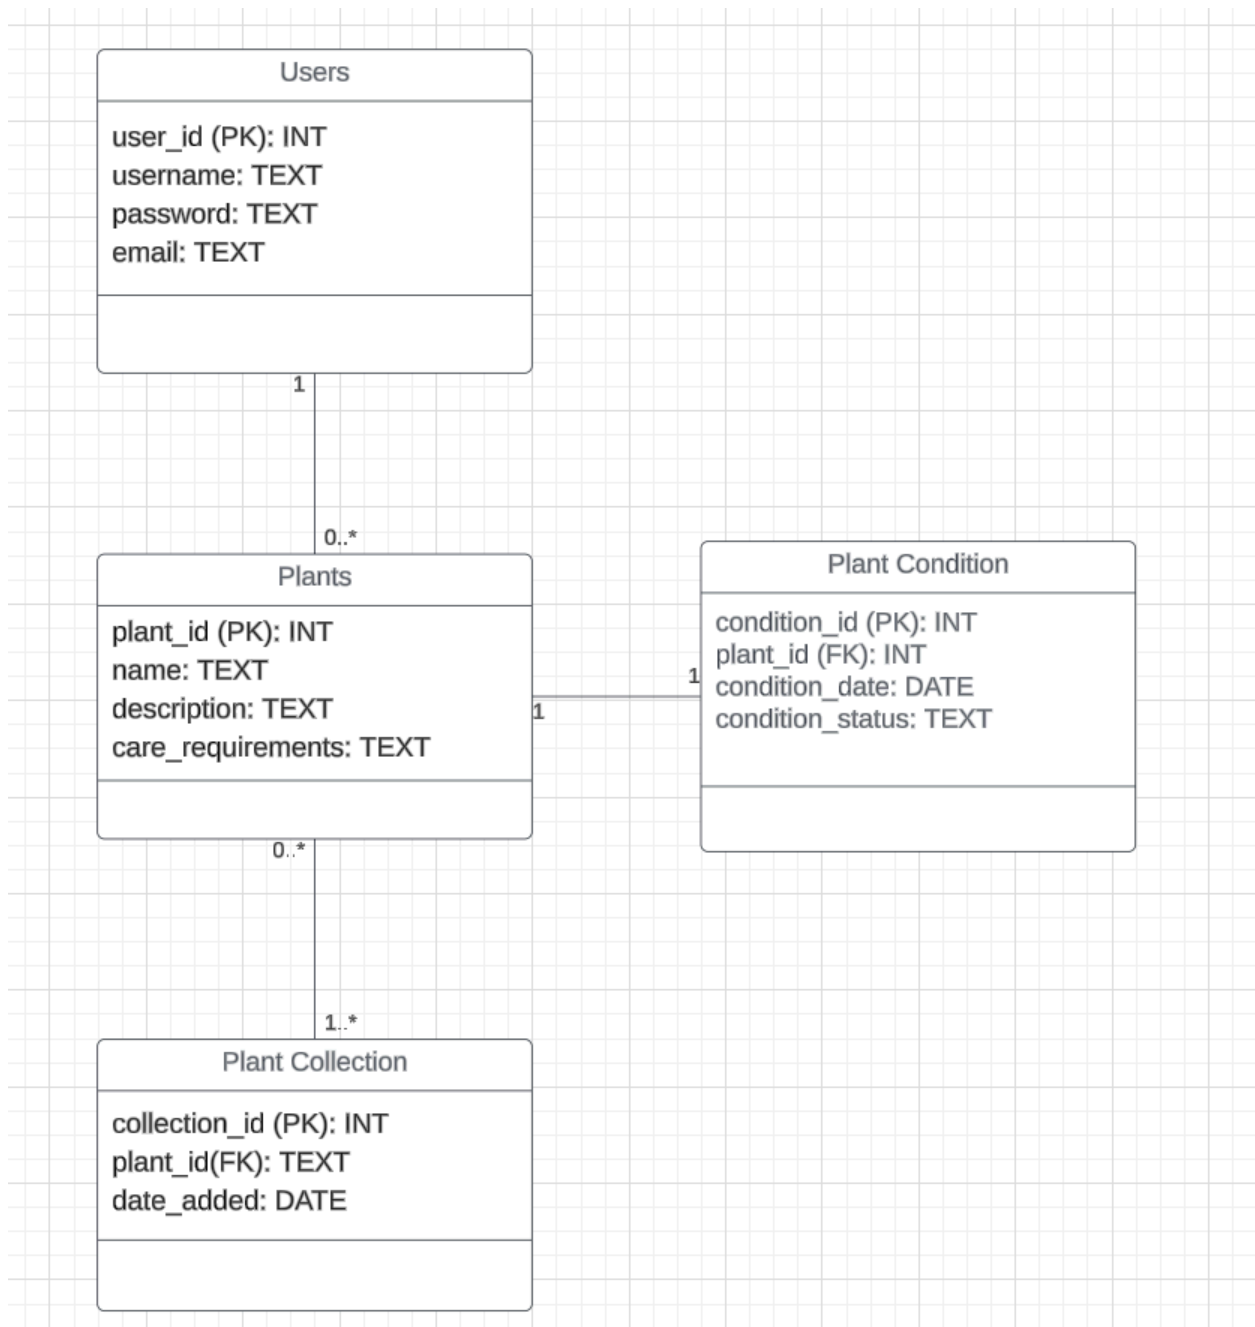 Users
user_id (PK): INT
username: TEXT
password: TEXT
email: TEXT
1
0..*
Plants
plant_id (PK): INT
name: TEXT
description: TEXT
care_requirements: TEXT
1
1
Plant Condition
condition_id (PK): INT
plant_id (FK): INT
condition_date: DATE
condition_status: TEXT
0..*
1..*
Plant Collection
collection_id (PK): INT
plant_id(FK): TEXT
date_added: DATE